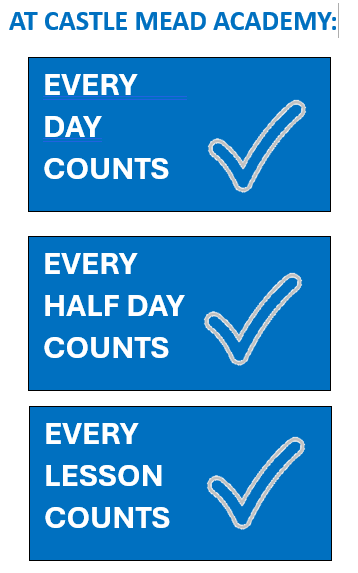 AT CASTLE MEAD ACADEMY:
EVERY
DAY
COUNTS
EVERY
HALF DAY
COUNTS
EVERY
LESSON
COUNTS